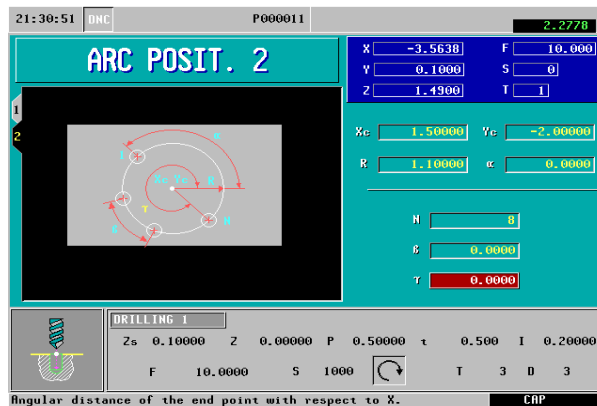 21:30:51 DNC P000011
2.2778
ARC POSIT. 2
X -3.5638 F 10.000
Y 0.1000 S 0
Z 1.4900 T 1
1
2
α
I
Xc Yc R
T
N
ß
Xc 1.50000 Yc -2.00000
R 1.10000 α 0.0000
N 8
ß 0.0000
τ 0.0000
DRILLING 1
Zs 0.10000 Z 0.00000 P 0.50000 t 0.500 I 0.20000
F 10.0000 S 1000 T 3 D 3
Angular distance of the end point with respect to X. CAP